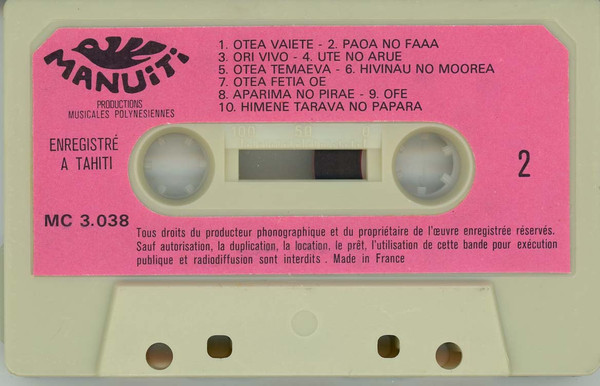 MANUiTi
PRODUCTIONS
MUSICALES POLYNESIENNES
1. OTEA VAIETE - 2. PAOA NO FAAA
3. ORI VIVO - 4. UTE NO ARUE
5. OTEA TEMAEVA - 6. HIVINAU NO MOOREA
7. OTEA FETIA OE
8. APARIMA NO PIRAE - 9. OFE
10. HIMENE TARAVA NO PAPARA
ENREGISTRÉ
A TAHITI
100 50 0
2
MC 3.038
Tous droits du producteur phonographique et du propriétaire de l'œuvre enregistrée réservés.
Sauf autorisation, la duplication, la location, le prêt, l'utilisation de cette bande pour exécution
publique et radiodiffusion sont interdits. Made in France